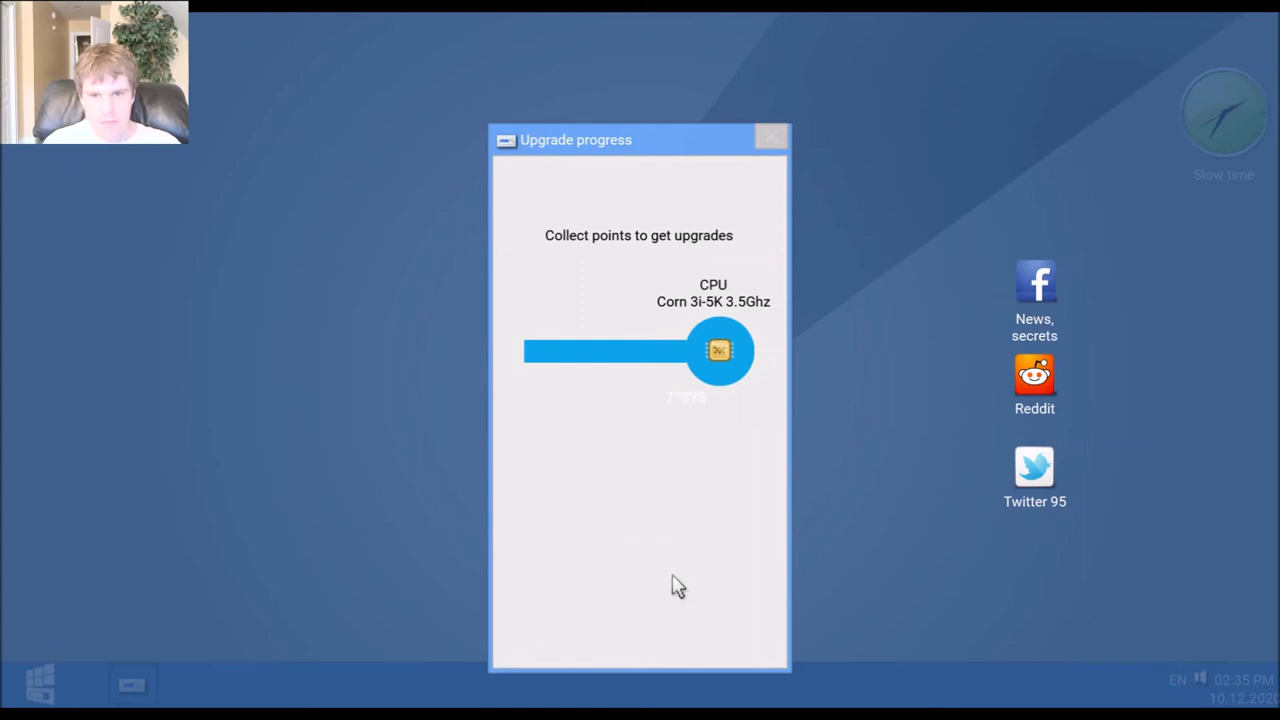 Upgrade progress
Slow time
Collect points to get upgrades
CPU
Corn 3i-5K 3.5Ghz
News,
secrets
Reddit
Twitter 95
EN 02:35 PM